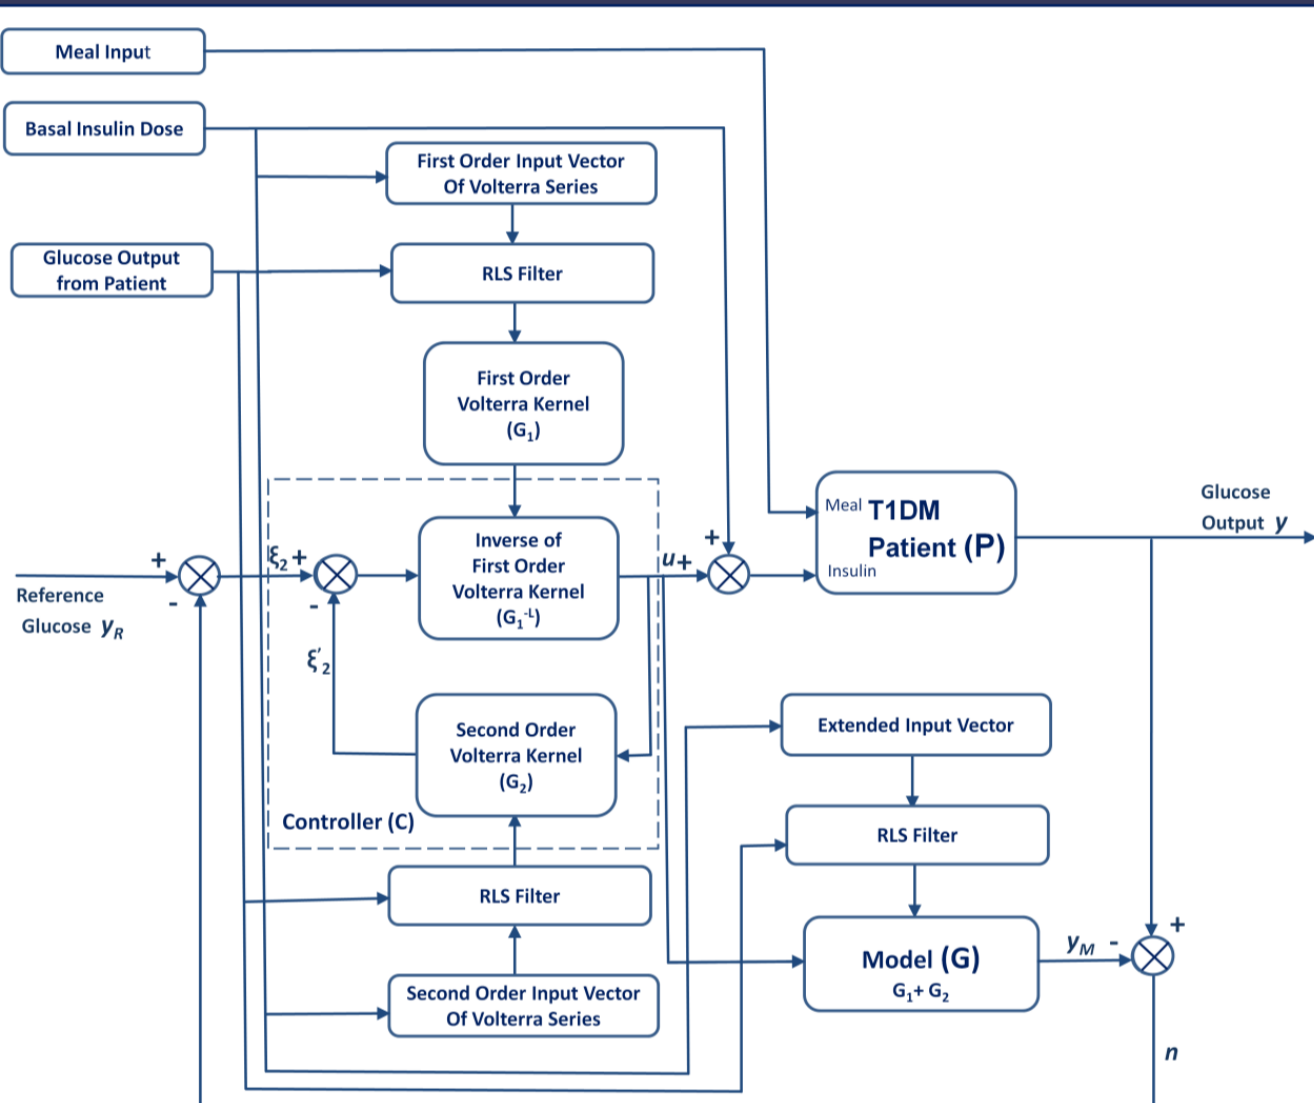 Meal Input
Basal Insulin Dose
First Order Input Vector
Of Volterra Series
Glucose Output
from Patient
RLS Filter
First Order
Volterra Kernel
(G₁)
Meal T1DM
Patient (P)
Insulin
Glucose
Output y
+
-
Reference
Glucose yR
ξ₂ +
-
ξ′₂
Inverse of
First Order
Volterra Kernel
(G₁⁻ᴸ)
u+
+
Second Order
Volterra Kernel
(G₂)
Controller (C)
Extended Input Vector
RLS Filter
RLS Filter
Model (G)
G₁+ G₂
yM -
+
Second Order Input Vector
Of Volterra Series
n